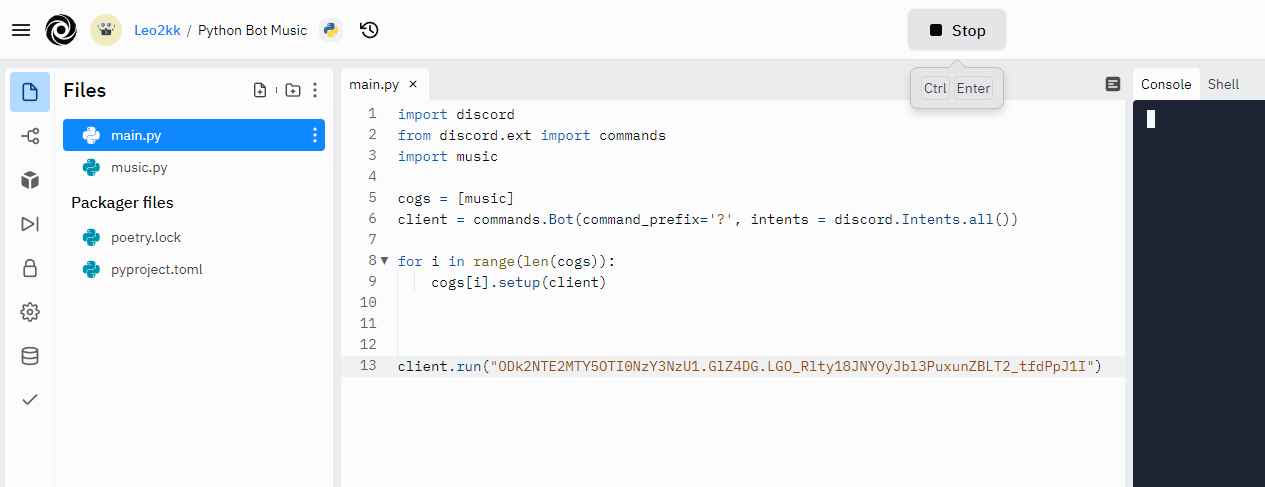 Leo2kk / Python Bot Music
Stop
Ctrl Enter
Files
main.py
music.py
Packager files
poetry.lock
pyproject.toml
main.py ×
1 import discord
2 from discord.ext import commands
3 import music
4
5 cogs = [music]
6 client = commands.Bot(command_prefix='?', intents = discord.Intents.all())
7
8 for i in range(len(cogs)):
9 cogs[i].setup(client)
10
11
12
13 client.run("ODk2NTE2MTY5OTI0NzY3NzU1.GlZ4DG.LGO_Rlty18JNYOyJbl3PuxunZBLT2_tfdPpJ1I")
Console Shell